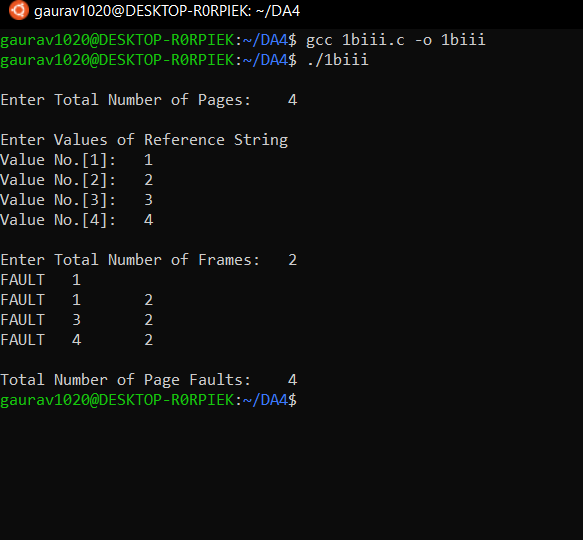 gaurav1020@DESKTOP-R0RPIEK: ~/DA4
gaurav1020@DESKTOP-R0RPIEK:~/DA4$ gcc 1biii.c -o 1biii
gaurav1020@DESKTOP-R0RPIEK:~/DA4$ ./1biii
Enter Total Number of Pages: 4
Enter Values of Reference String
Value No.[1]: 1
Value No.[2]: 2
Value No.[3]: 3
Value No.[4]: 4
Enter Total Number of Frames: 2
FAULT 1
FAULT 1 2
FAULT 3 2
FAULT 4 2
Total Number of Page Faults: 4
gaurav1020@DESKTOP-R0RPIEK:~/DA4$